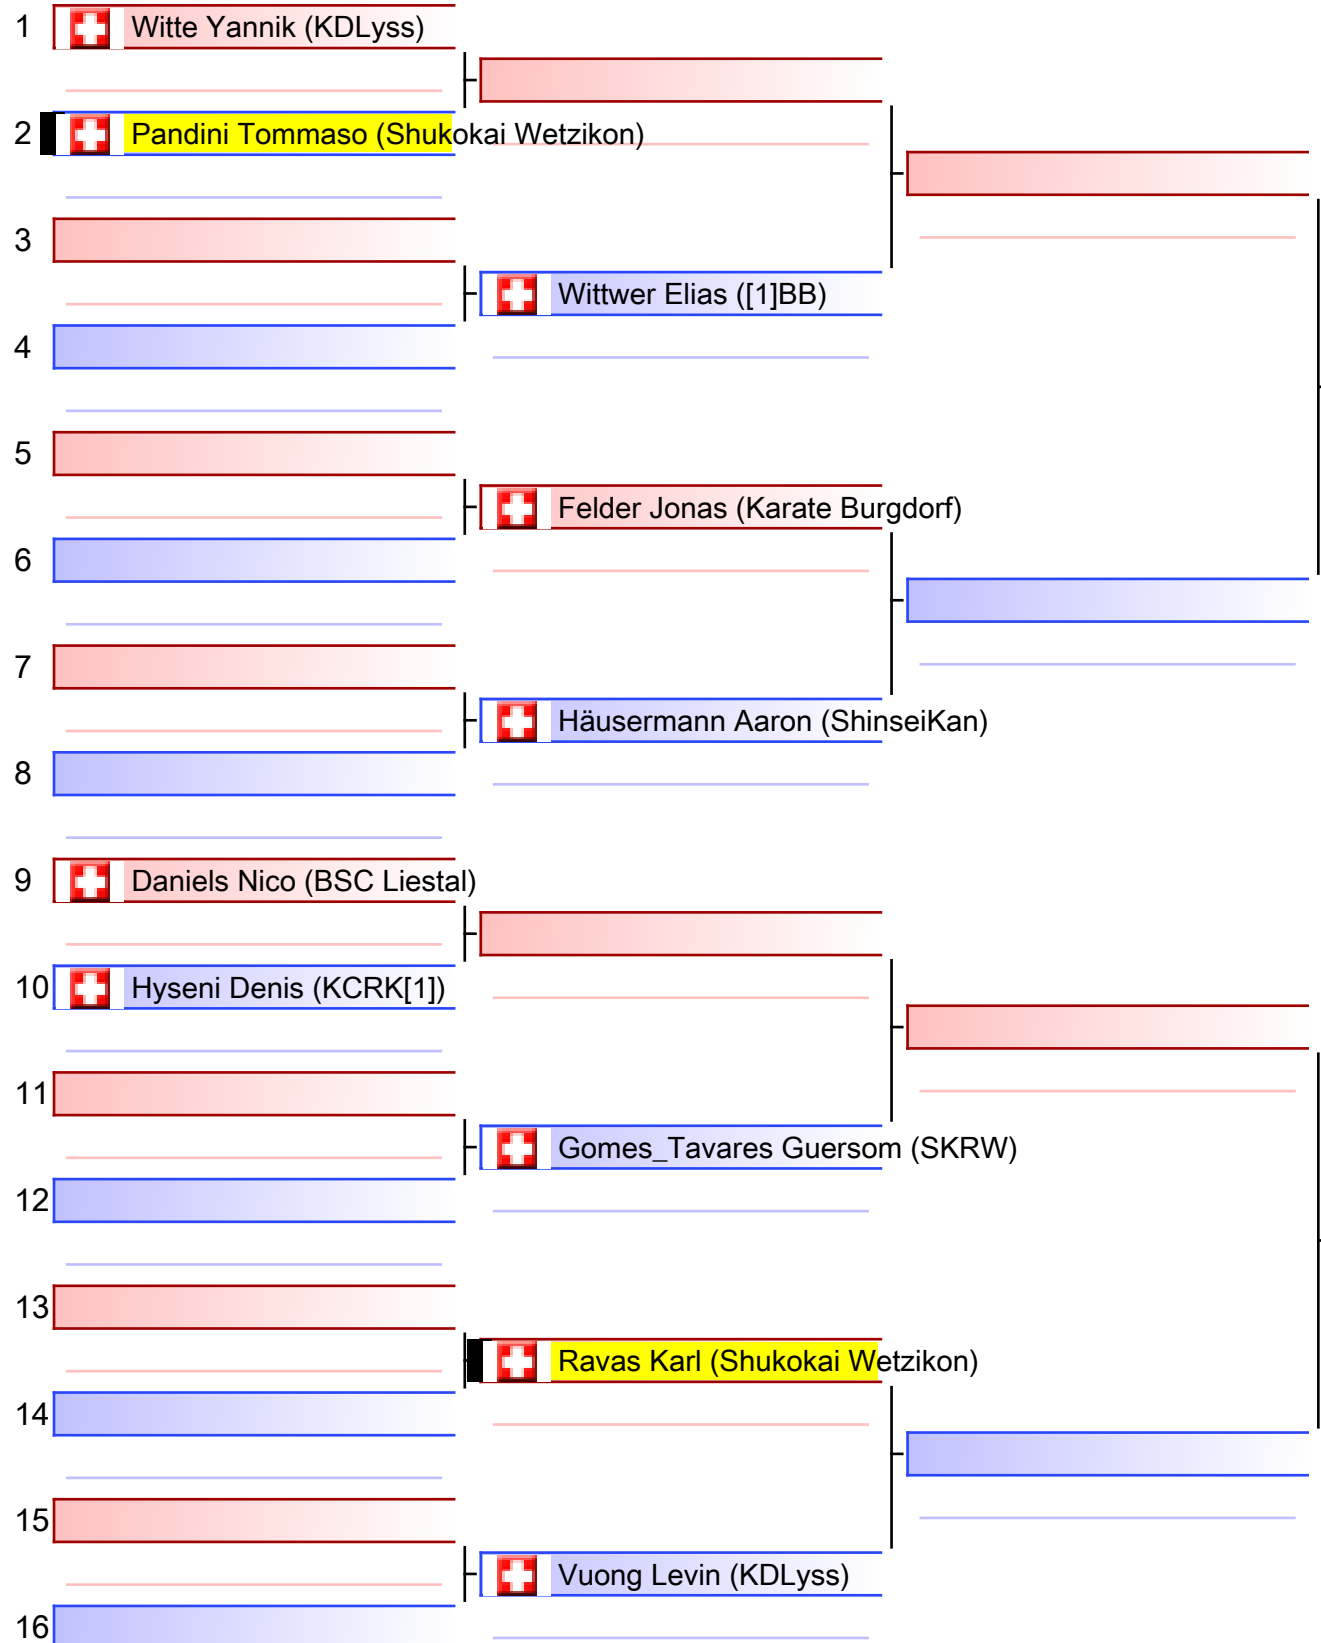 1 Witte Yannik (KDLyss)
2 Pandini Tommaso (Shukokai Wetzikon)
3
Wittwer Elias ([1]BB)
4
5
Felder Jonas (Karate Burgdorf)
6
7
Häusermann Aaron (ShinseiKan)
8
9 Daniels Nico (BSC Liestal)
10 Hyseni Denis (KCRK[1])
11
Gomes_Tavares Guersom (SKRW)
12
13
Ravas Karl (Shukokai Wetzikon)
14
15
Vuong Levin (KDLyss)
16